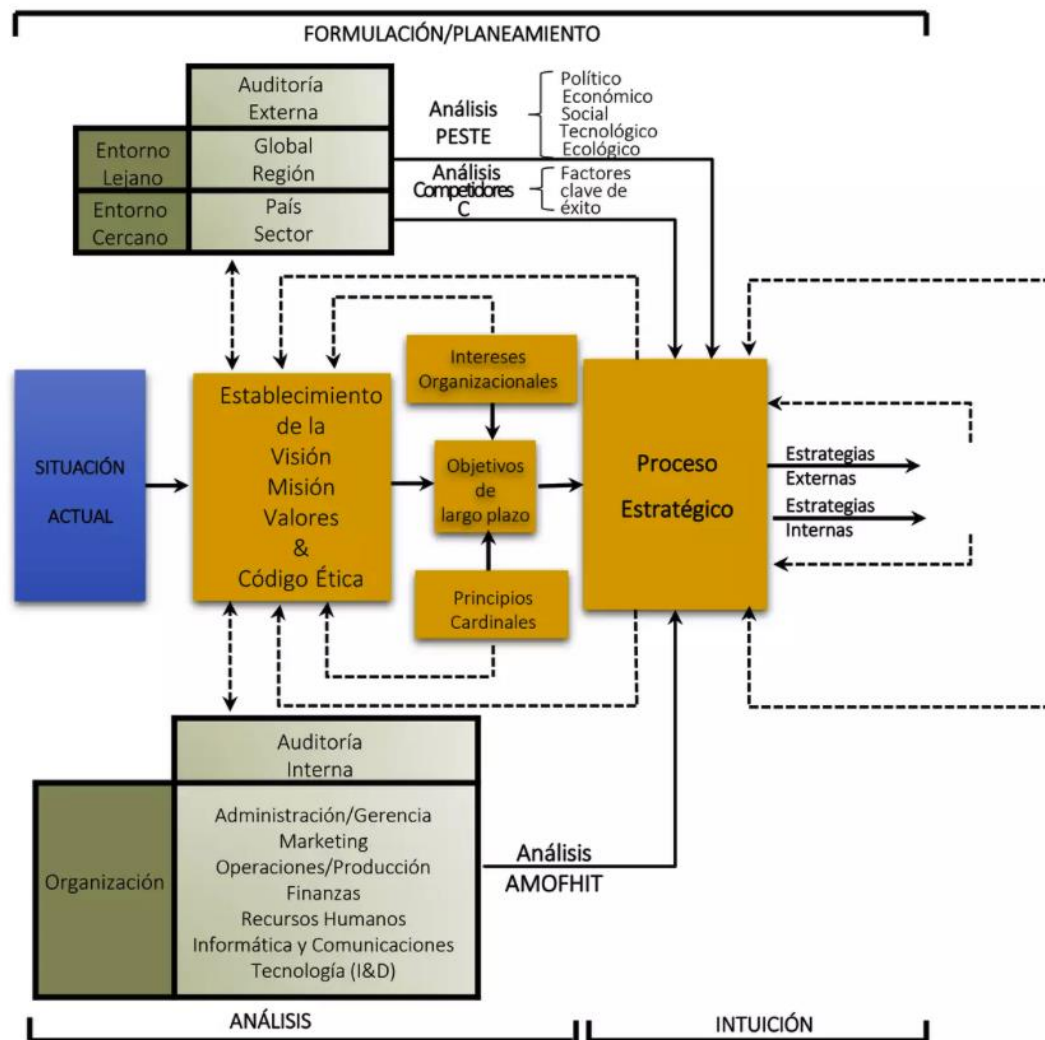 FORMULACIÓN/PLANEAMIENTO
Auditoría
Externa
Entorno
Lejano
Global
Región
Entorno
Cercano
País
Sector
Análisis
PESTE
Político
Económico
Social
Tecnológico
Ecológico
Análisis
Competidores
C
Factores
clave de
éxito
SITUACIÓN
ACTUAL
Establecimiento
de la
Visión
Misión
Valores
&
Código Ética
Intereses
Organizacionales
Objetivos
de
largo plazo
Principios
Cardinales
Proceso
Estratégico
Estrategias
Externas
Estrategias
Internas
Auditoría
Interna
Organización
Administración/Gerencia
Marketing
Operaciones/Producción
Finanzas
Recursos Humanos
Informática y Comunicaciones
Tecnología (I&D)
Análisis
AMOFHIT
ANÁLISIS
INTUICIÓN